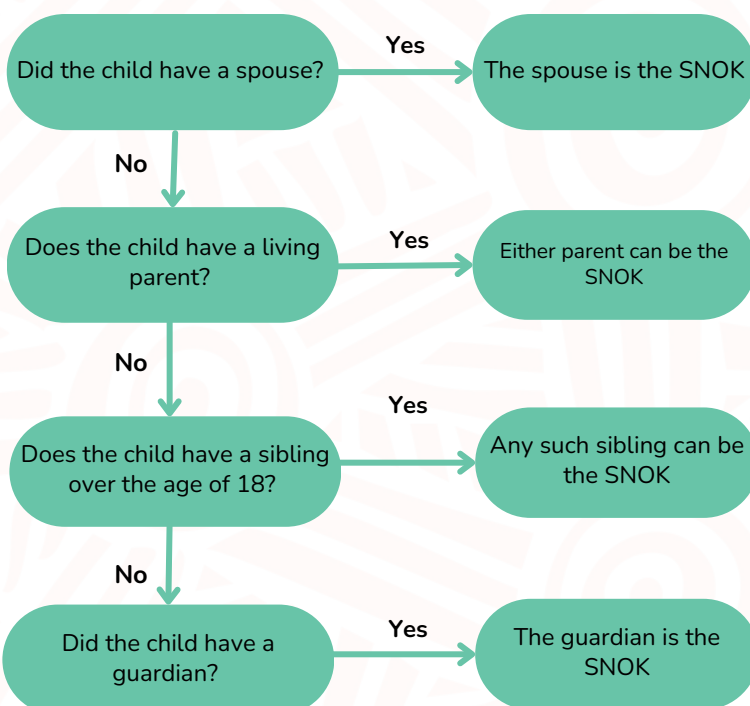 Did the child have a spouse?
Yes
The spouse is the SNOK
No
Does the child have a living
parent?
Yes
Either parent can be the
SNOK
No
Does the child have a sibling
over the age of 18?
Yes
Any such sibling can be
the SNOK
No
Did the child have a
guardian?
Yes
The guardian is the
SNOK